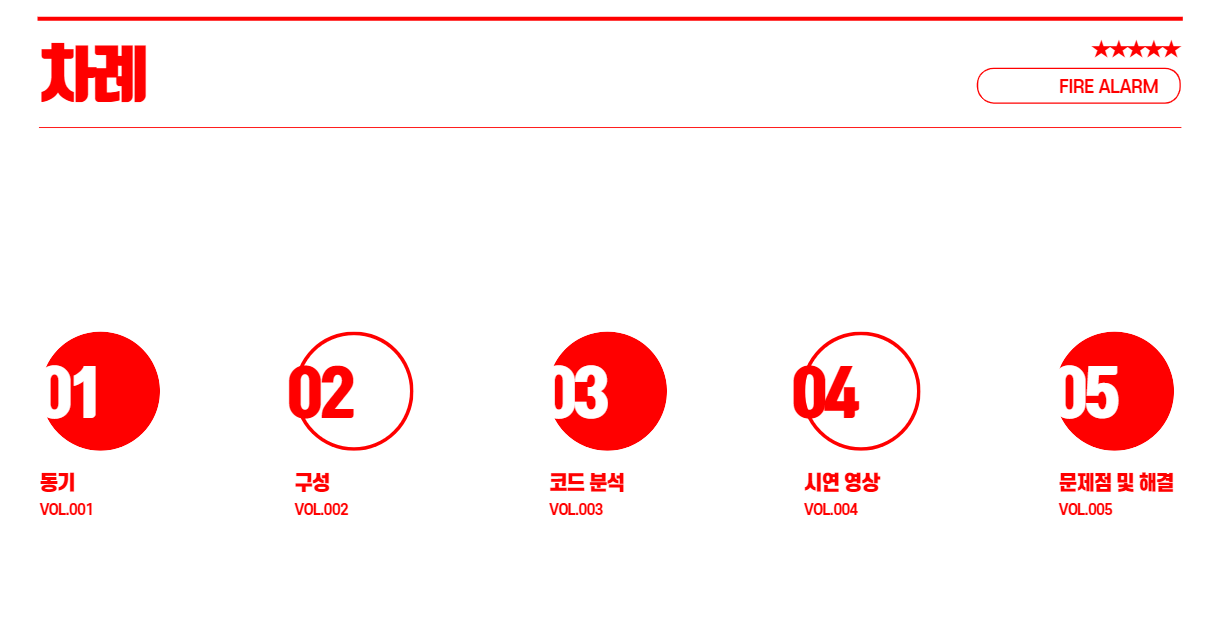 차례
★★★★★
FIRE ALARM
01
02
03
04
05
동기
구성
코드 분석
시연 영상
문제점 및 해결
VOL.001
VOL.002
VOL.003
VOL.004
VOL.005